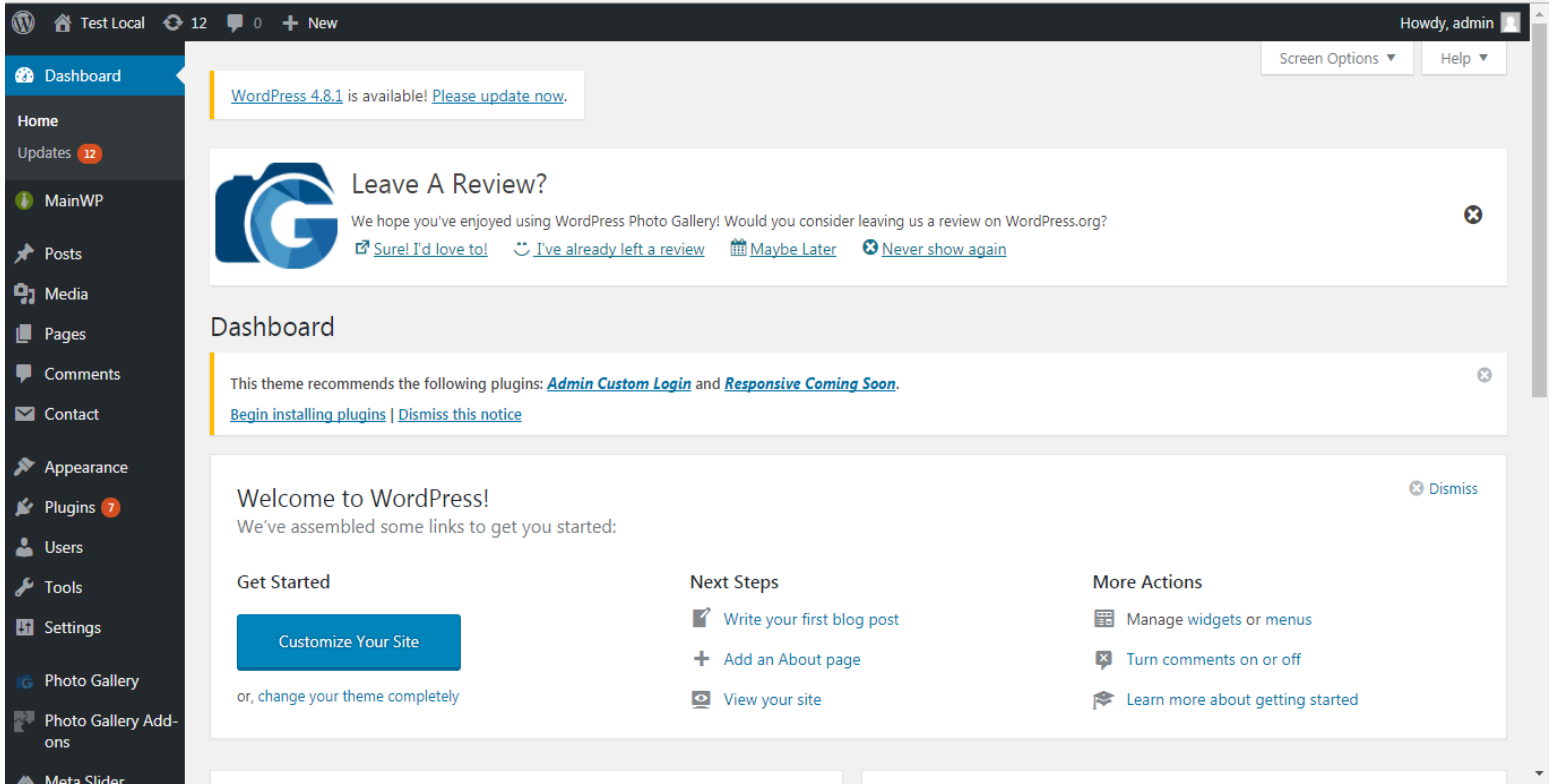 Test Local 12 0 New Howdy, admin
Screen Options Help
Dashboard
Home
Updates 12
MainWP
Posts
Media
Pages
Comments
Contact
Appearance
Plugins 7
Users
Tools
Settings
Photo Gallery
Photo Gallery Add-
ons
Meta Slider
WordPress 4.8.1 is available! Please update now.
Leave A Review?
We hope you've enjoyed using WordPress Photo Gallery! Would you consider leaving us a review on WordPress.org?
Sure! I'd love to! I've already left a review Maybe Later Never show again
Dashboard
This theme recommends the following plugins: Admin Custom Login and Responsive Coming Soon.
Begin installing plugins | Dismiss this notice
Welcome to WordPress!
Dismiss
We've assembled some links to get you started:
Get Started
Customize Your Site
or, change your theme completely
Next Steps
Write your first blog post
Add an About page
View your site
More Actions
Manage widgets or menus
Turn comments on or off
Learn more about getting started